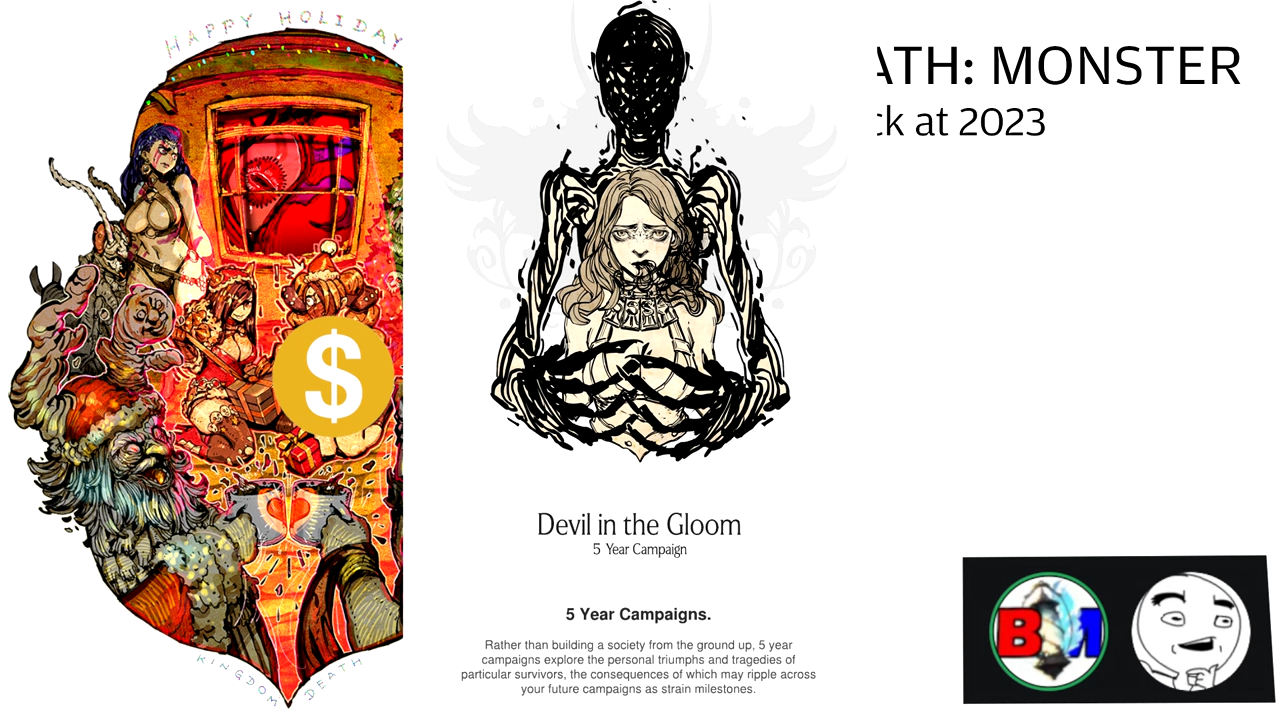 HAPPY HOLIDAY
$
KINGDOM DEATH
Devil in the Gloom
5 Year Campaign
5 Year Campaigns.
Rather than building a society from the ground up, 5 year
campaigns explore the personal triumphs and tragedies of
particular survivors, the consequences of which may ripple across
your future campaigns as strain milestones.
ATH: MONSTER
ck at 2023
B M